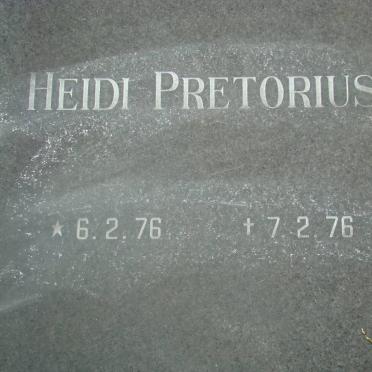 HEIDI PRETORIUS
★ 6.2.76 ✝ 7.2.76